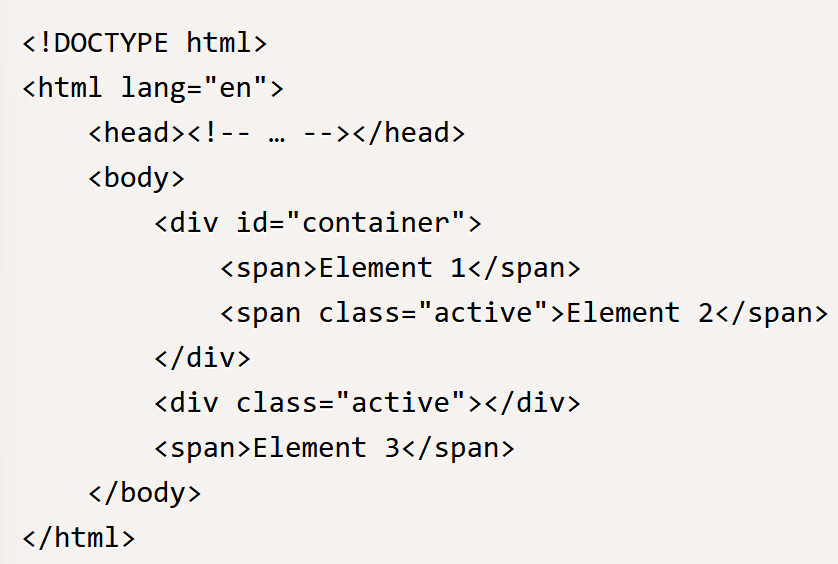 <!DOCTYPE html>
<html lang="en">
    <head><!-- … --></head>
    <body>
        <div id="container">
            <span>Element 1</span>
            <span class="active">Element 2</span>
        </div>
        <div class="active"></div>
        <span>Element 3</span>
    </body>
</html>